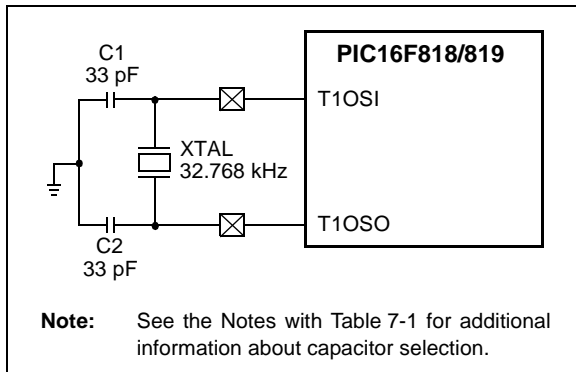 C1
33 pF
PIC16F818/819
T1OSI
XTAL
32.768 kHz
T1OSO
C2
33 pF
Note: See the Notes with Table 7-1 for additional
information about capacitor selection.